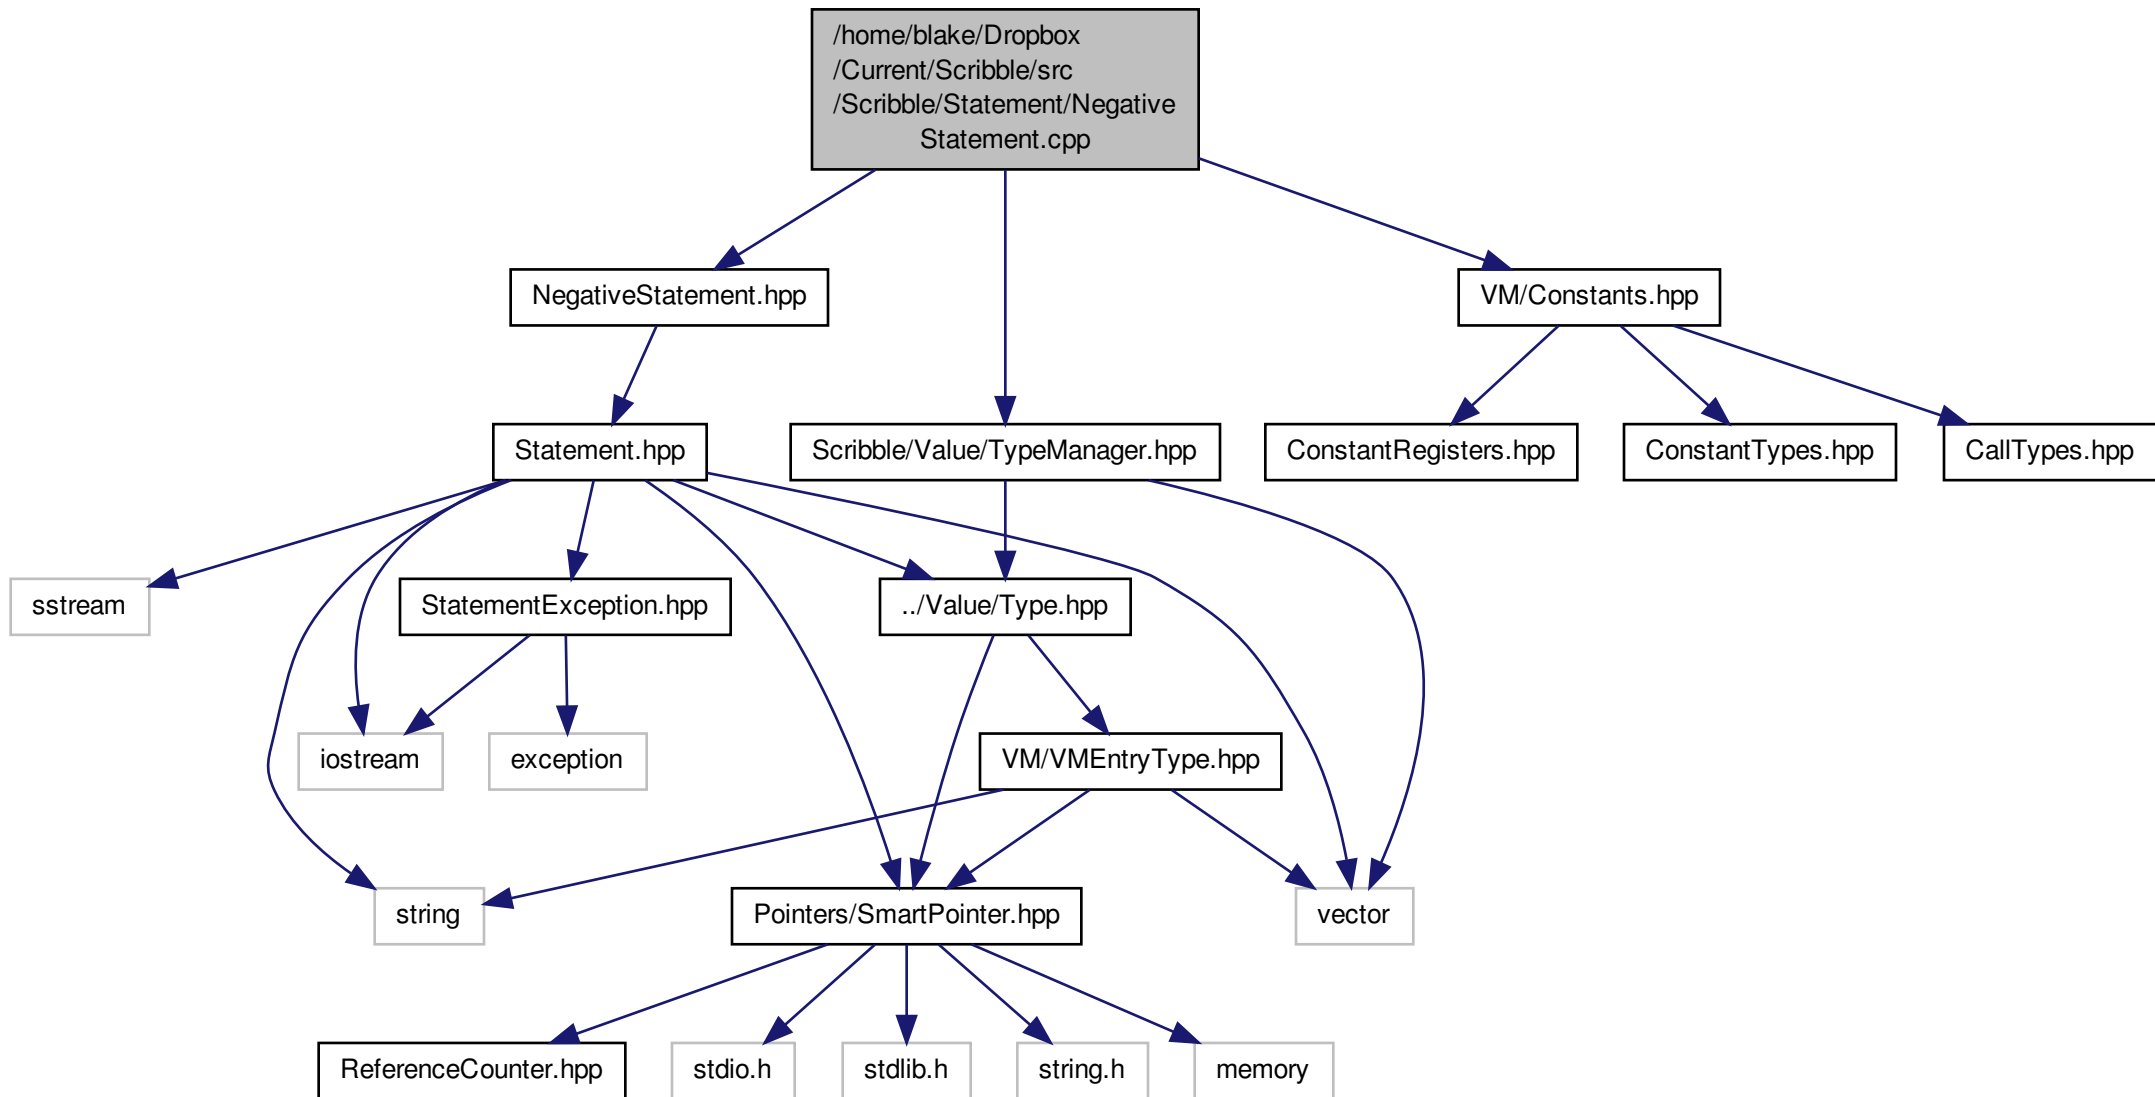 /home/blake/Dropbox
/Current/Scribble/src
/Scribble/Statement/Negative
Statement.cpp
NegativeStatement.hpp
VM/Constants.hpp
Statement.hpp
Scribble/Value/TypeManager.hpp
ConstantRegisters.hpp
ConstantTypes.hpp
CallTypes.hpp
sstream
StatementException.hpp
../Value/Type.hpp
iostream
exception
VM/VMEntryType.hpp
string
Pointers/SmartPointer.hpp
vector
ReferenceCounter.hpp
stdio.h
stdlib.h
string.h
memory